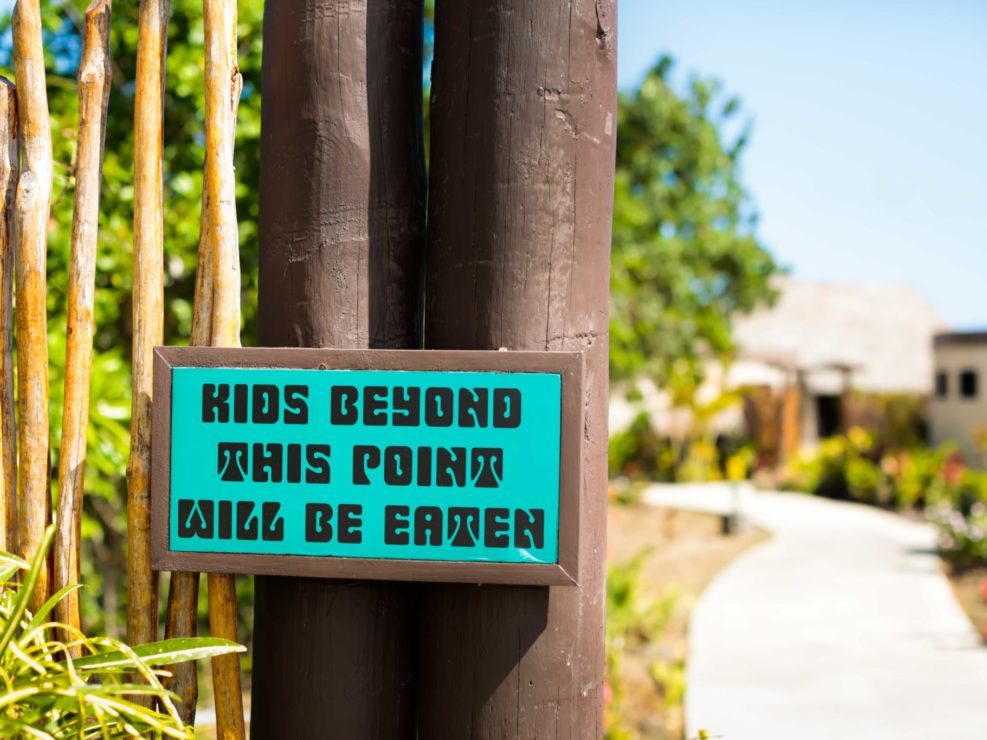 KIDS BEYOND
THIS POINT
WILL BE EATEN